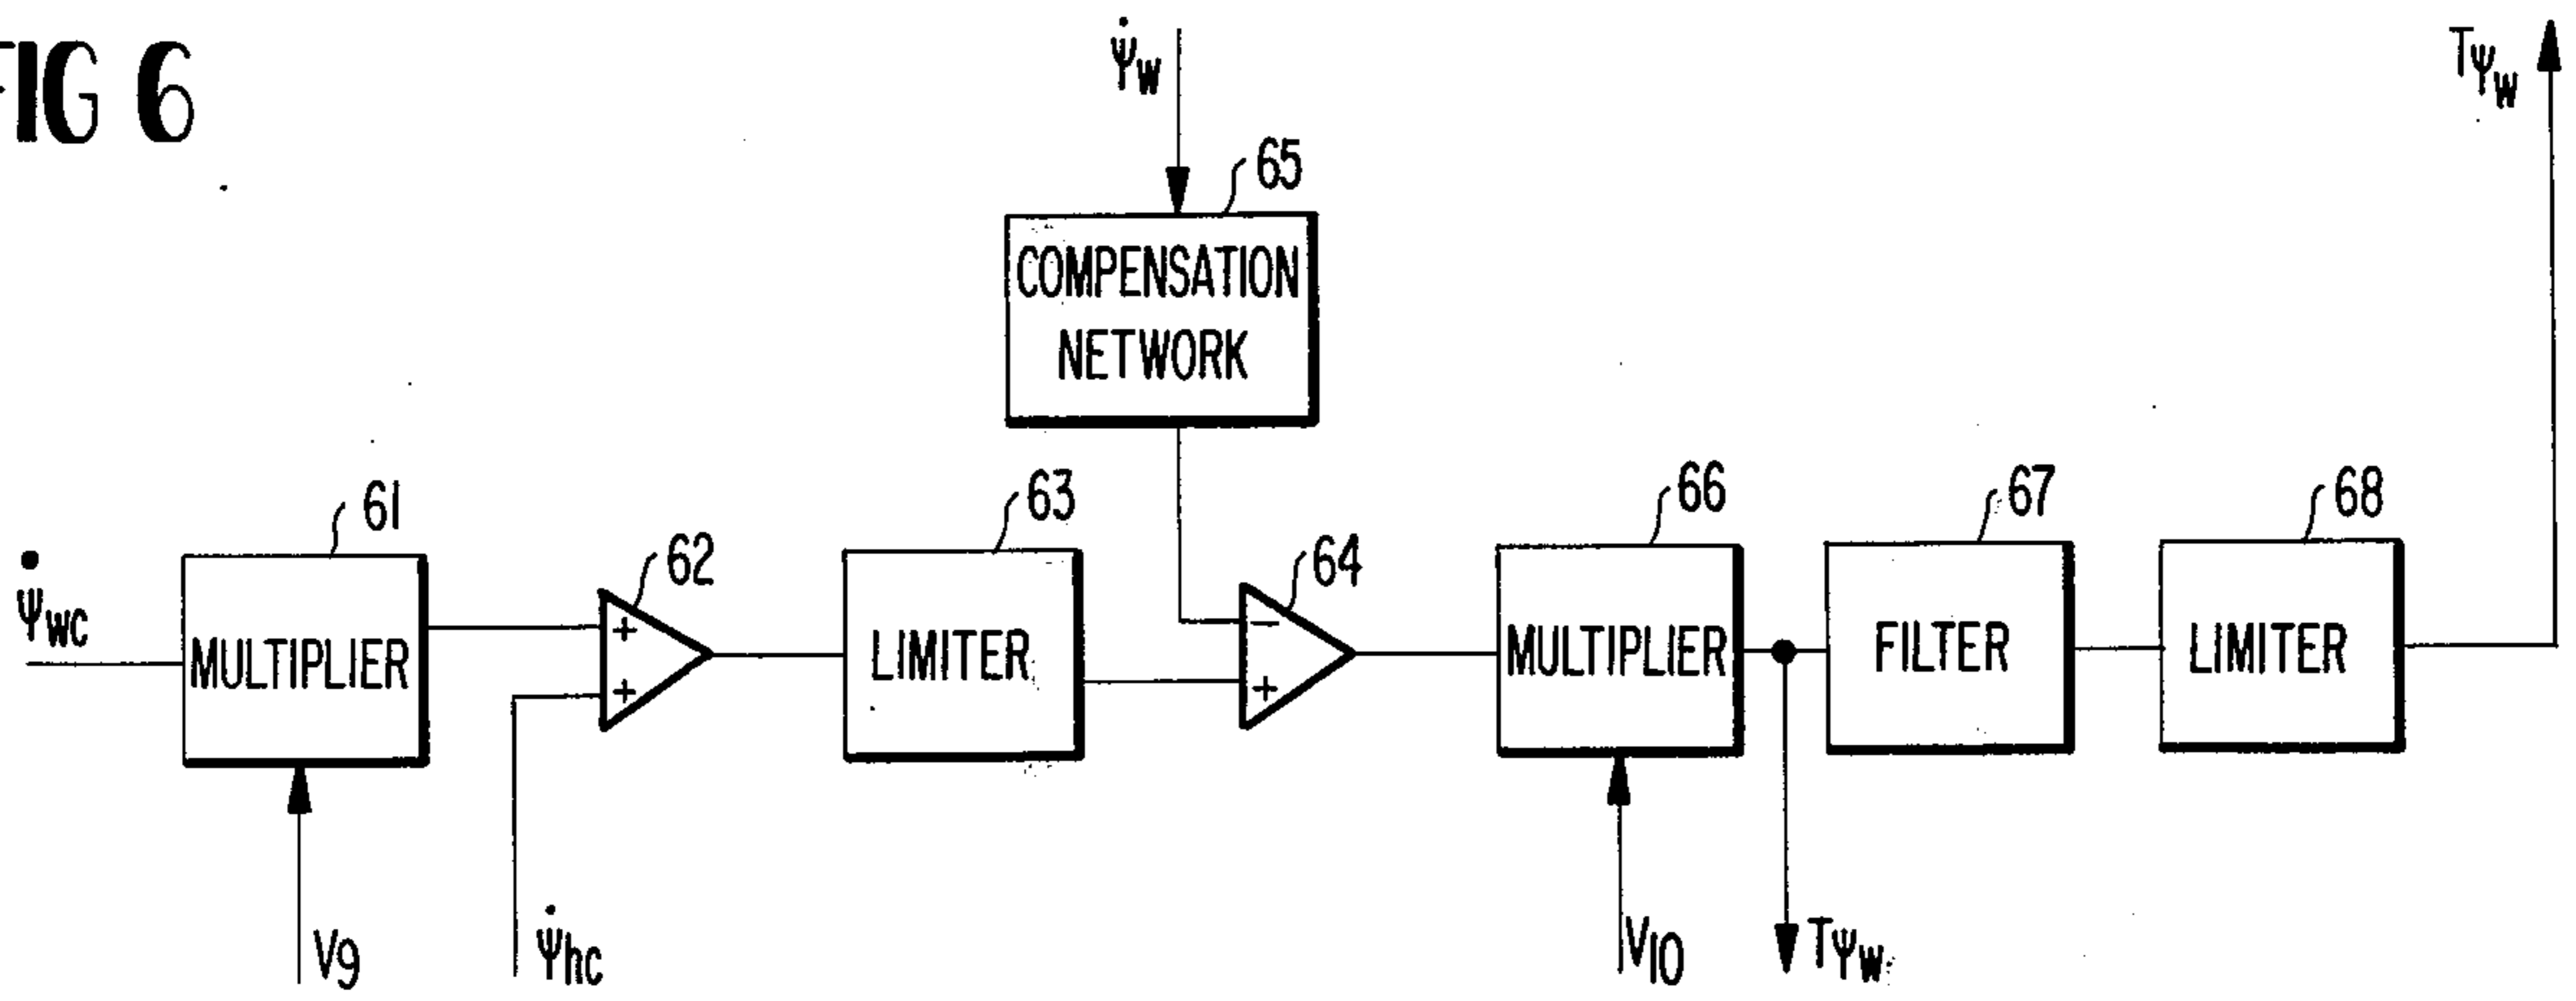 FIG 6
ψ̇w
Tψw
65
COMPENSATION
NETWORK
61
62
63
64
66
67
68
ψ̇wc
MULTIPLIER
+
+
LIMITER
−
+
MULTIPLIER
FILTER
LIMITER
V9
ψ̇hc
V10
Tψw